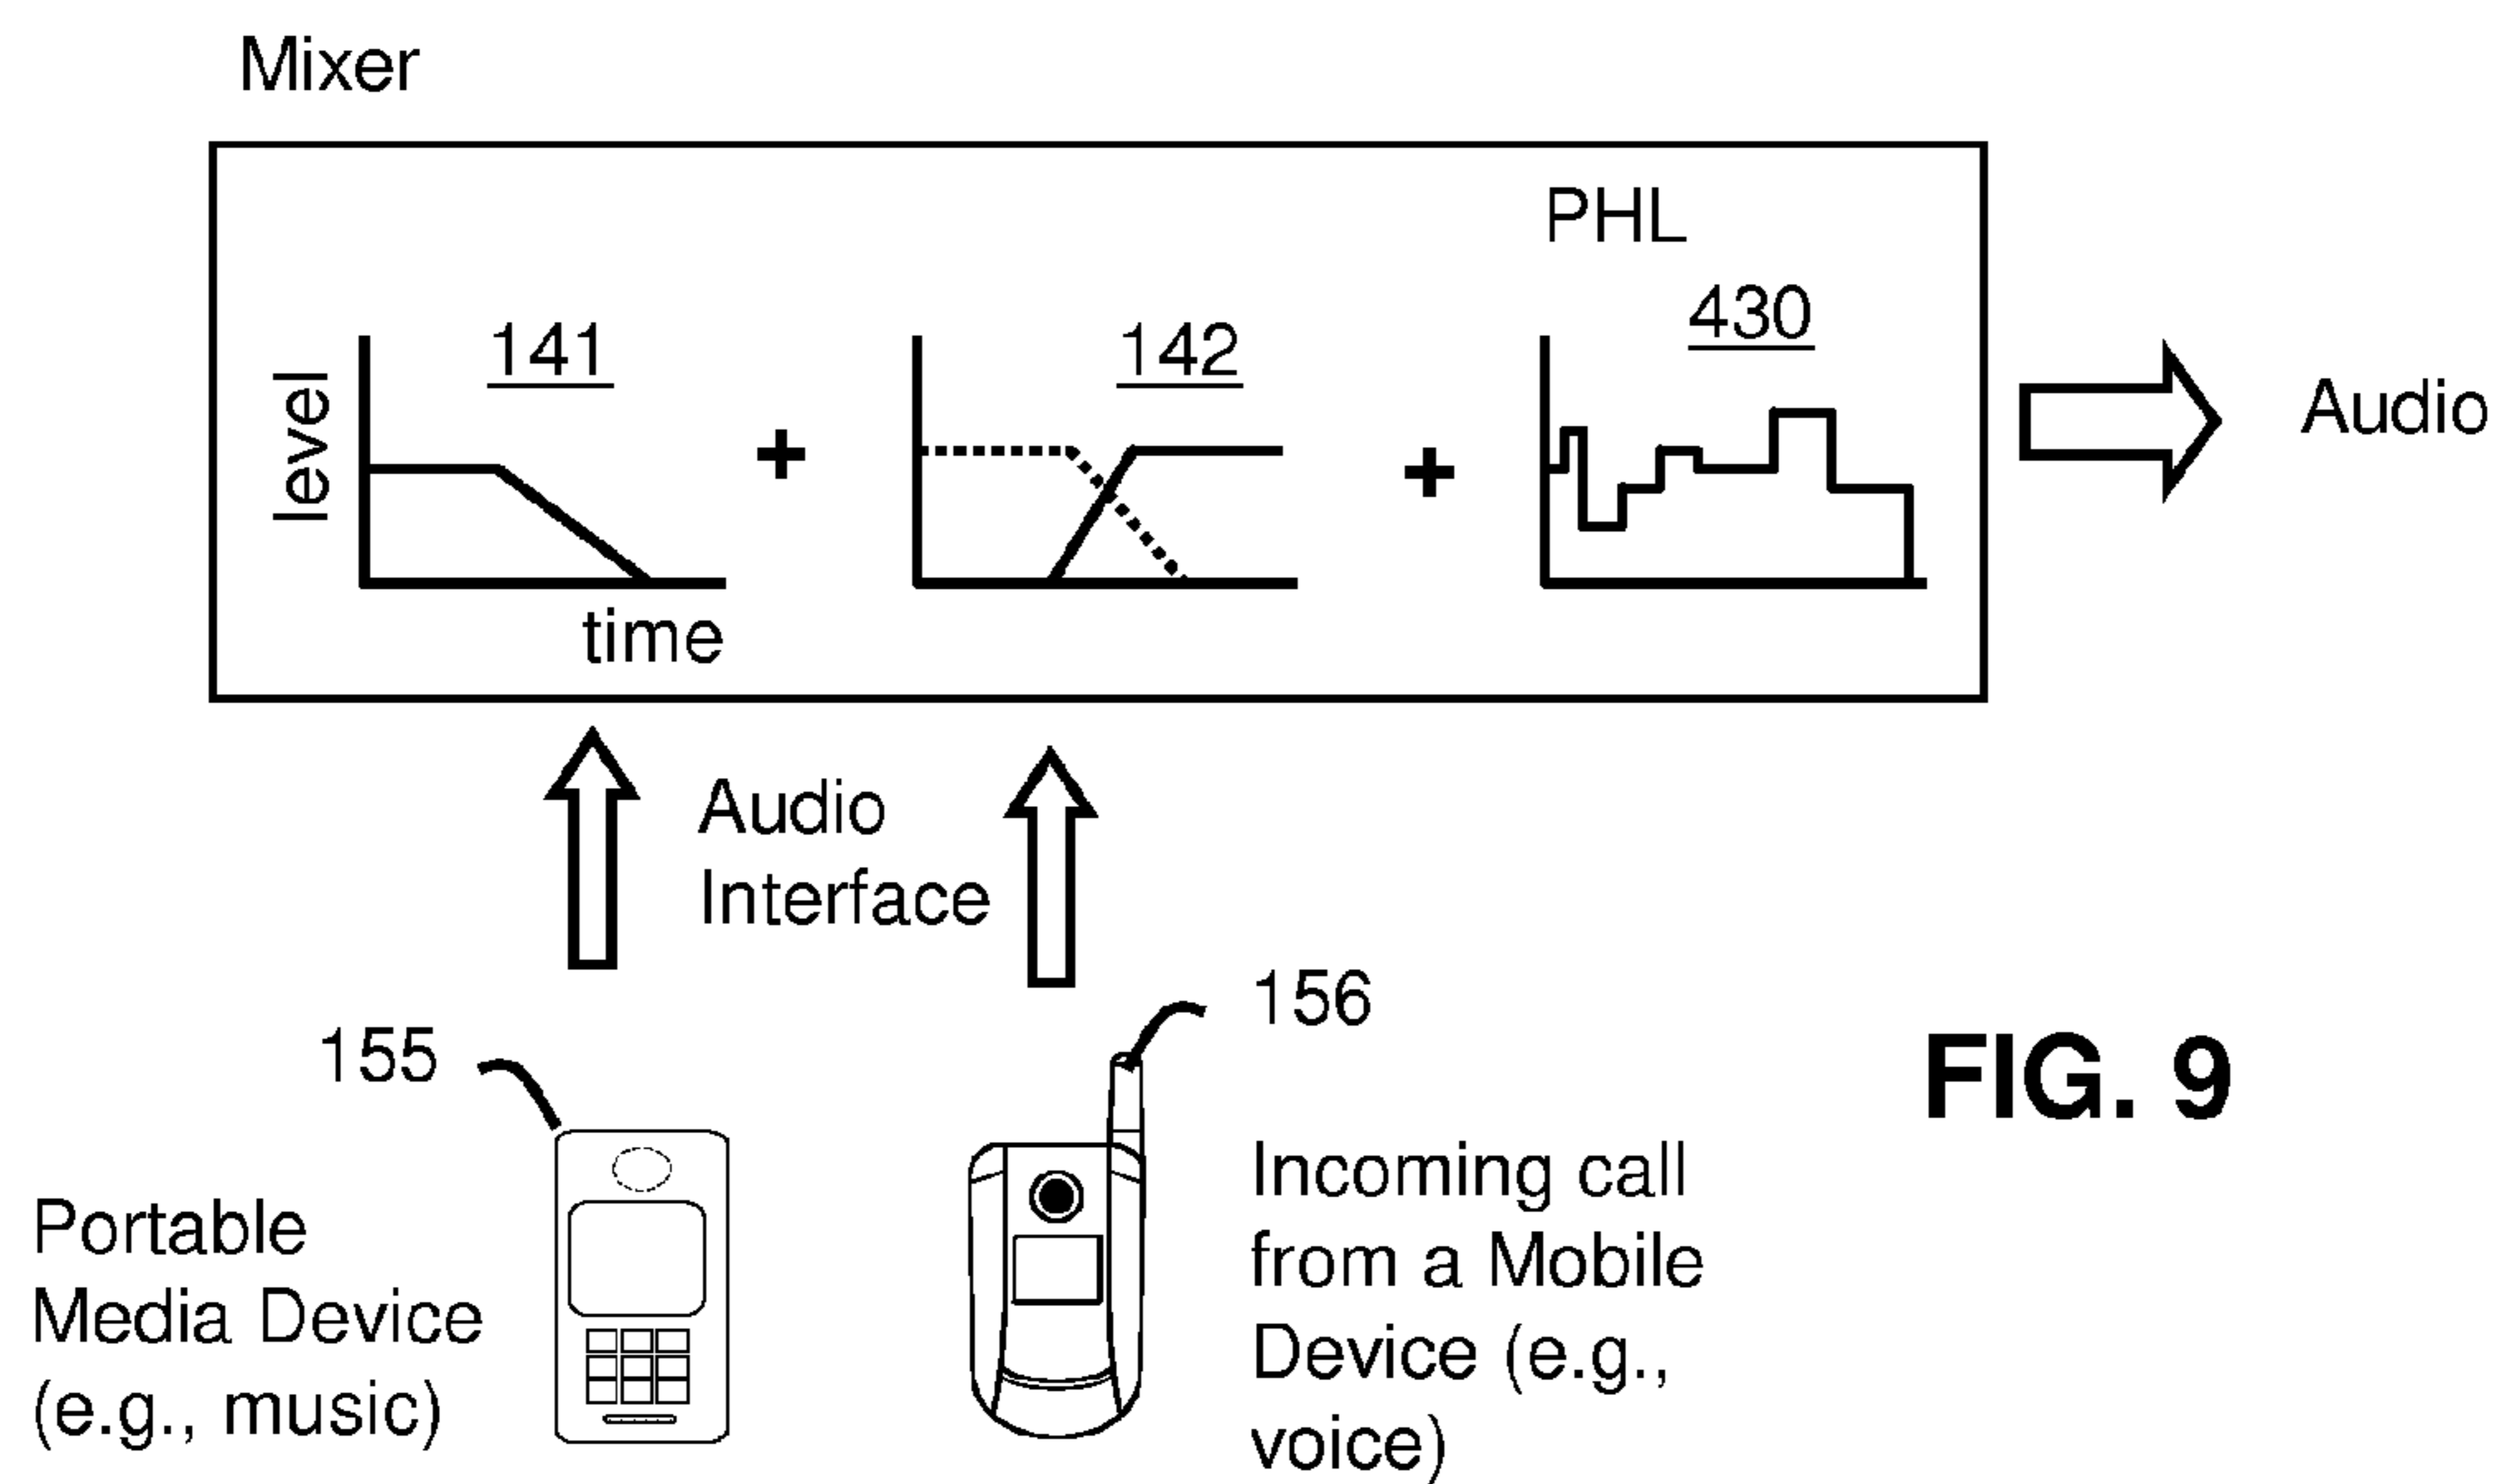 Mixer
PHL
430
141
142
level
time
Audio
Audio
Interface
155
156
Portable
Media Device
(e.g., music)
Incoming call
from a Mobile
Device (e.g.,
voice)
FIG. 9